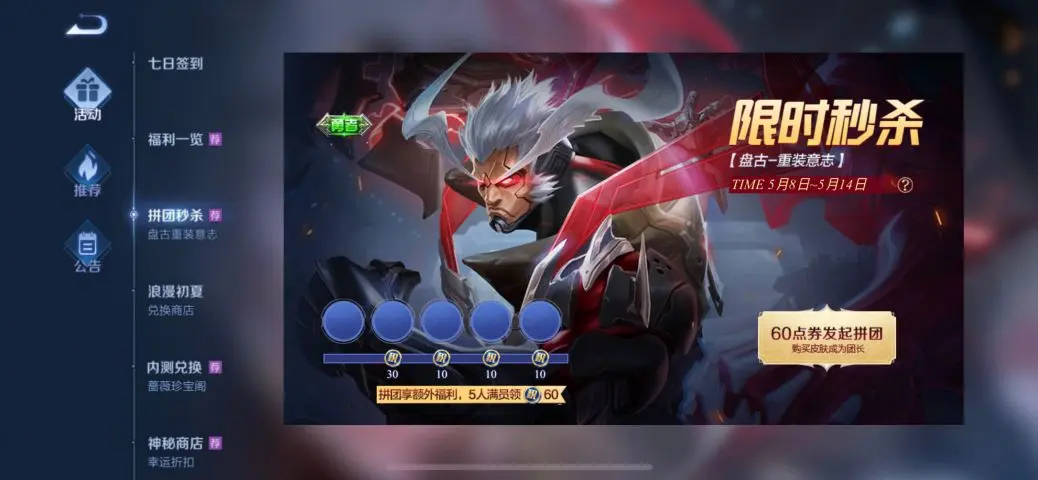 活动
推荐
公告
七日签到
福利一览 荐
拼团秒杀 荐
盘古重装意志
浪漫初夏
兑换商店
内测兑换 荐
蔷薇珍宝阁
神秘商店 荐
幸运折扣
勇者
限时秒杀
【盘古-重装意志】
TIME 5月8日~5月14日 ?
30 10 10 10
拼团享额外福利，5人满员领 60
60点券发起拼团
购买皮肤成为团长